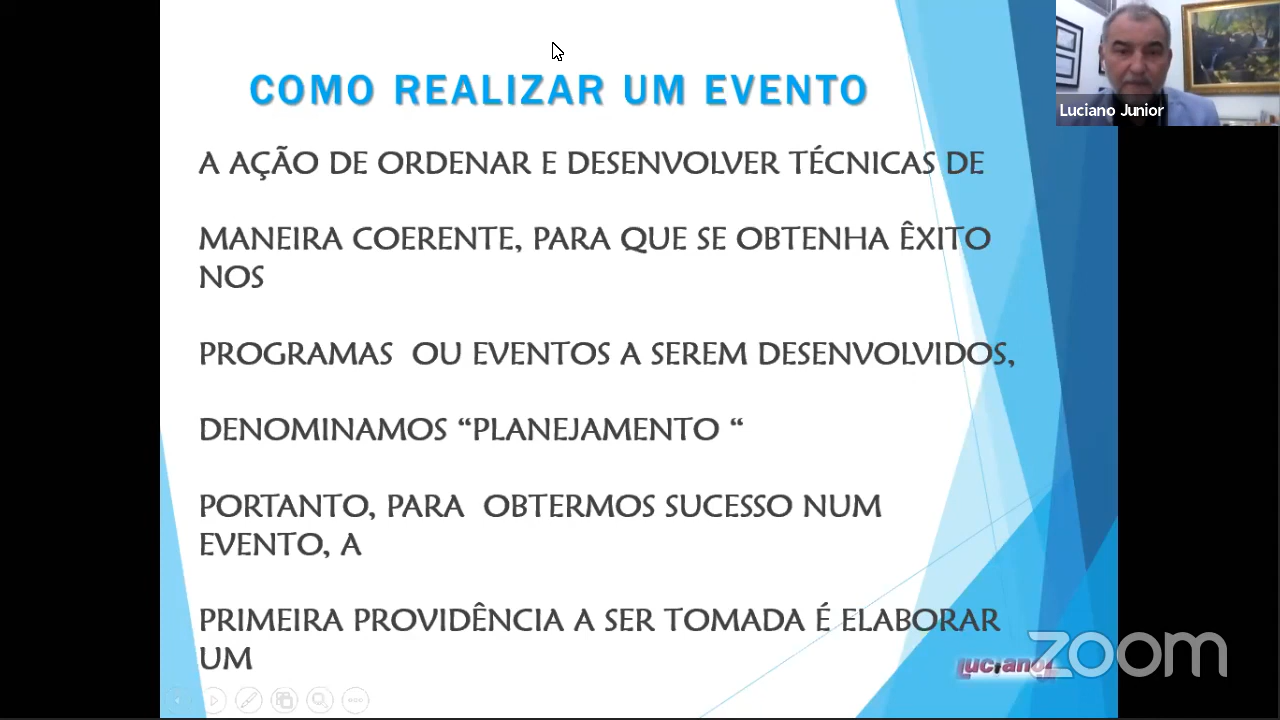 COMO REALIZAR UM EVENTO
Luciano Junior
A AÇÃO DE ORDENAR E DESENVOLVER TÉCNICAS DE
MANEIRA COERENTE, PARA QUE SE OBTENHA ÊXITO
NOS
PROGRAMAS OU EVENTOS A SEREM DESENVOLVIDOS,
DENOMINAMOS “PLANEJAMENTO “
PORTANTO, PARA OBTERMOS SUCESSO NUM
EVENTO, A
PRIMEIRA PROVIDÊNCIA A SER TOMADA É ELABORAR
UM
zoom